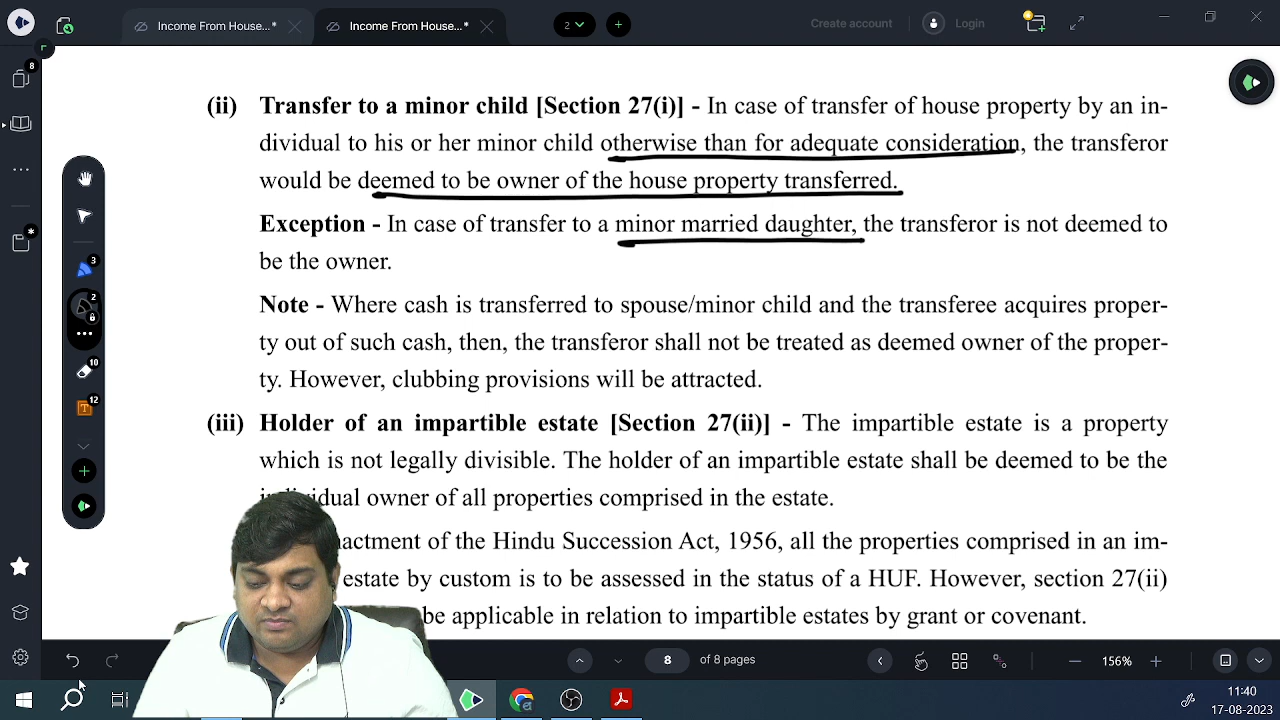 Income From House...*
Income From House...*
2
Create account
Login
8
(ii) Transfer to a minor child [Section 27(i)] - In case of transfer of house property by an in-
dividual to his or her minor child otherwise than for adequate consideration, the transferor
would be deemed to be owner of the house property transferred.
Exception - In case of transfer to a minor married daughter, the transferor is not deemed to
be the owner.
Note - Where cash is transferred to spouse/minor child and the transferee acquires proper-
ty out of such cash, then, the transferor shall not be treated as deemed owner of the proper-
ty. However, clubbing provisions will be attracted.
(iii) Holder of an impartible estate [Section 27(ii)] - The impartible estate is a property
which is not legally divisible. The holder of an impartible estate shall be deemed to be the
individual owner of all properties comprised in the estate.
actment of the Hindu Succession Act, 1956, all the properties comprised in an im-
estate by custom is to be assessed in the status of a HUF. However, section 27(ii)
be applicable in relation to impartible estates by grant or covenant.
3
2
10
12
T
8 of 8 pages
156%
11:40
17-08-2023